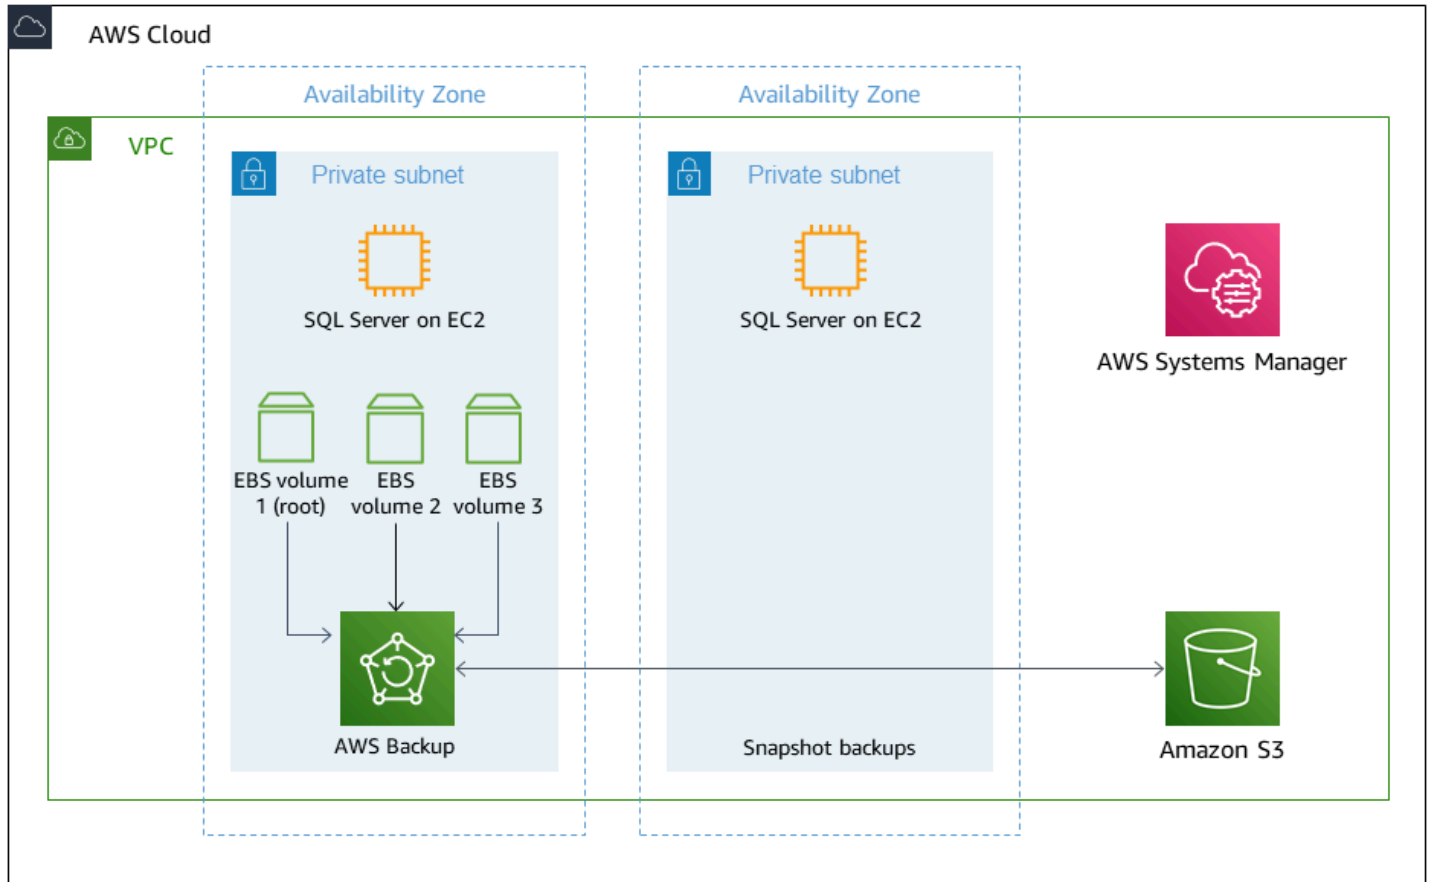 AWS Cloud
Availability Zone
Availability Zone
VPC
Private subnet
Private subnet
SQL Server on EC2
SQL Server on EC2
AWS Systems Manager
EBS volume
1 (root)
EBS
volume 2
EBS
volume 3
AWS Backup
Snapshot backups
Amazon S3